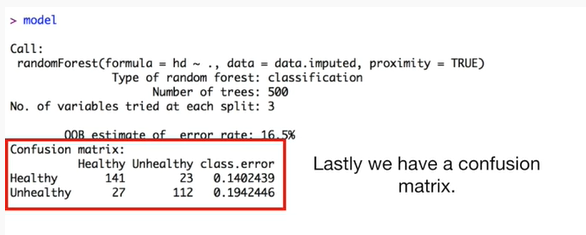 > model
Call:
randomForest(formula = hd ~ ., data = data.imputed, proximity = TRUE)
Type of random forest: classification
Number of trees: 500
No. of variables tried at each split: 3
OOB estimate of error rate: 16.5%
Confusion matrix:
Healthy Unhealthy class.error
Healthy 141 23 0.1402439
Unhealthy 27 112 0.1942446
Lastly we have a confusion
matrix.